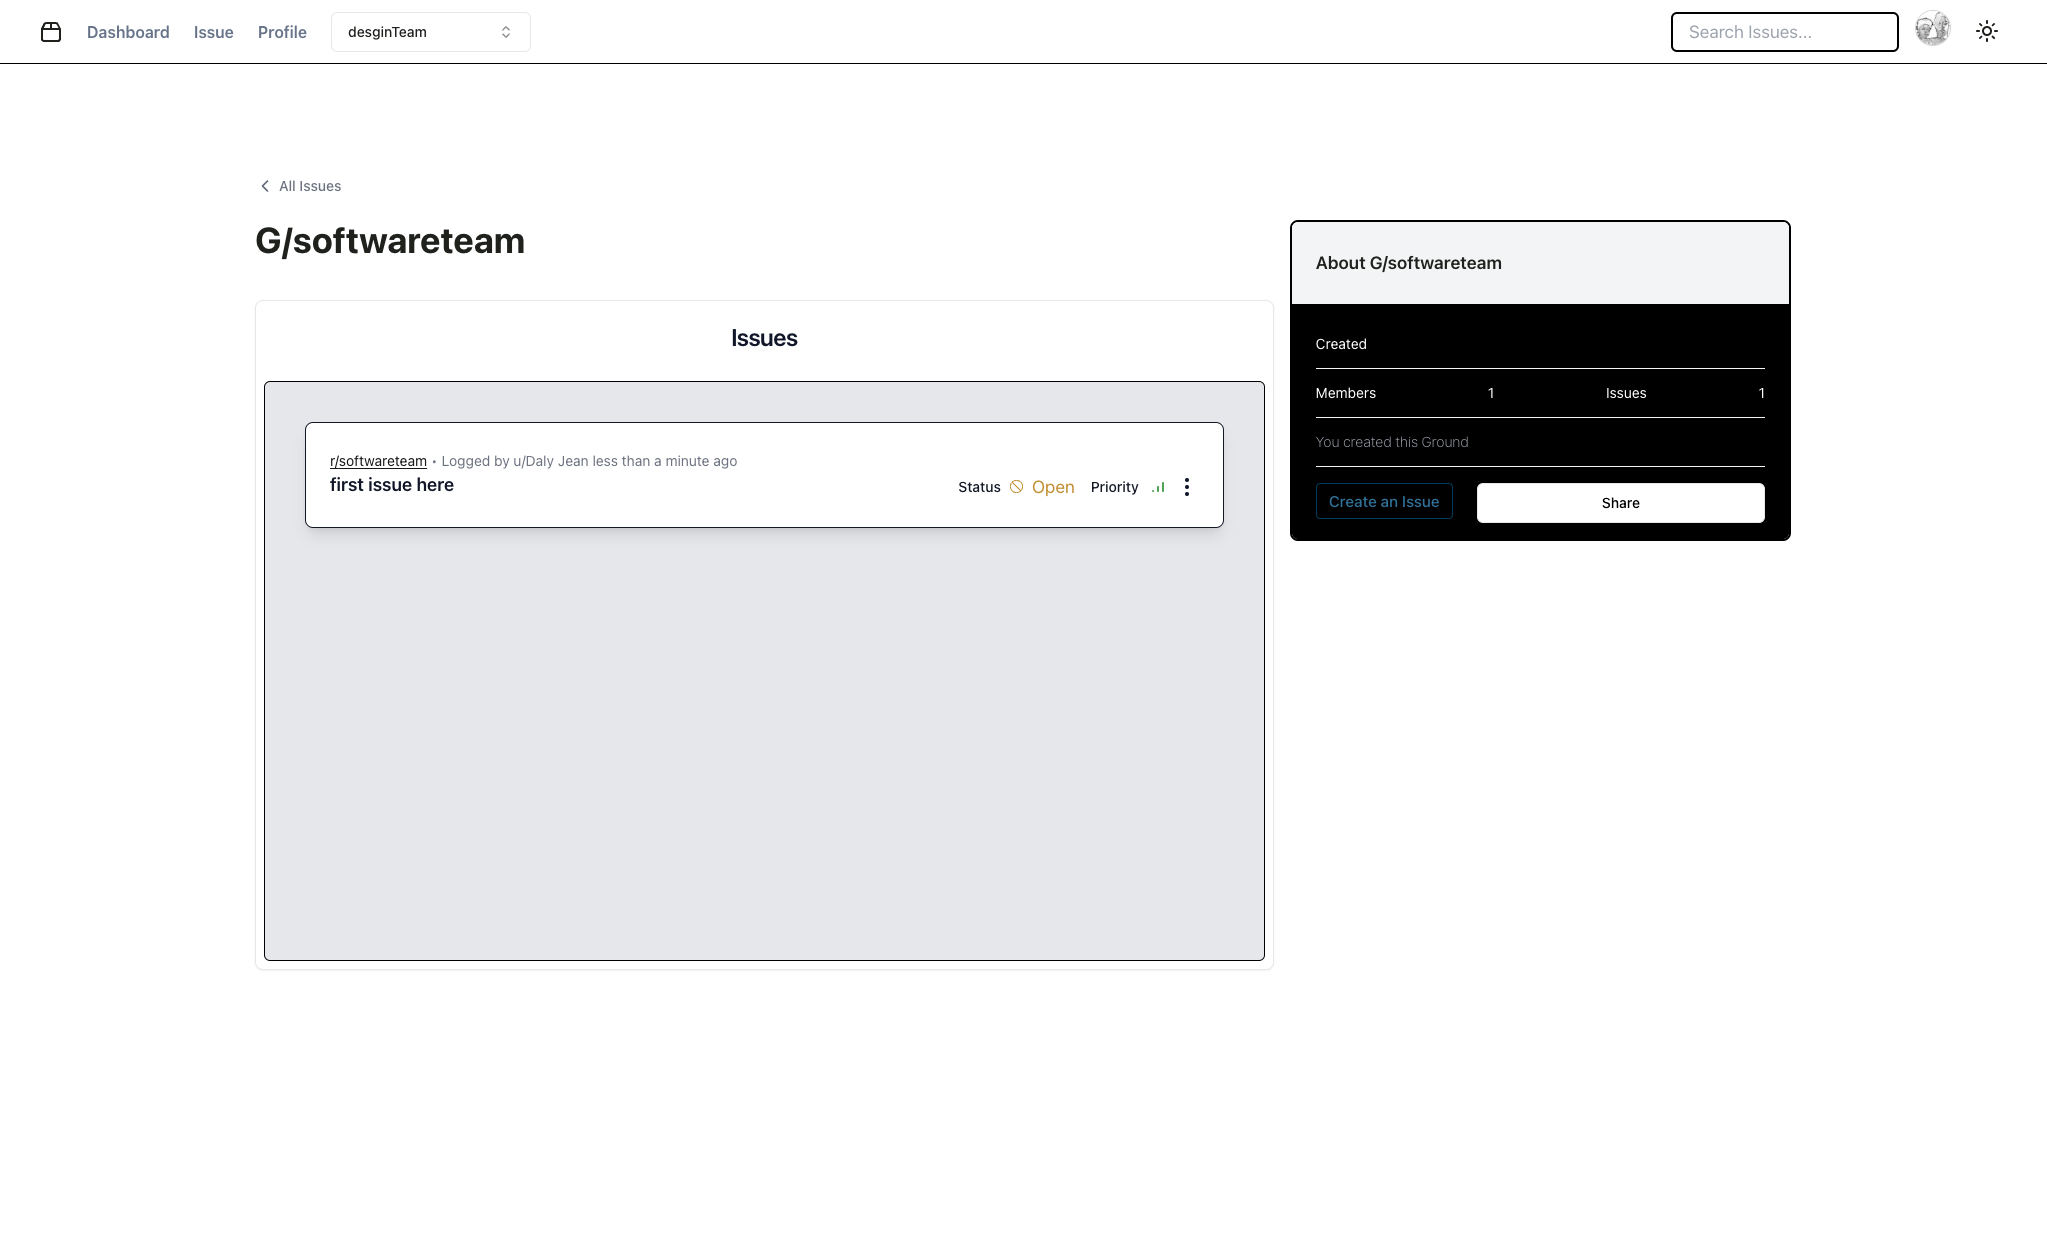 Dashboard Issue Profile desginTeam Search Issues...
All Issues
G/softwareteam
Issues
r/softwareteam • Logged by u/Daly Jean less than a minute ago
first issue here
Status Open Priority
About G/softwareteam
Created
Members 1 Issues 1
You created this Ground
Create an Issue Share